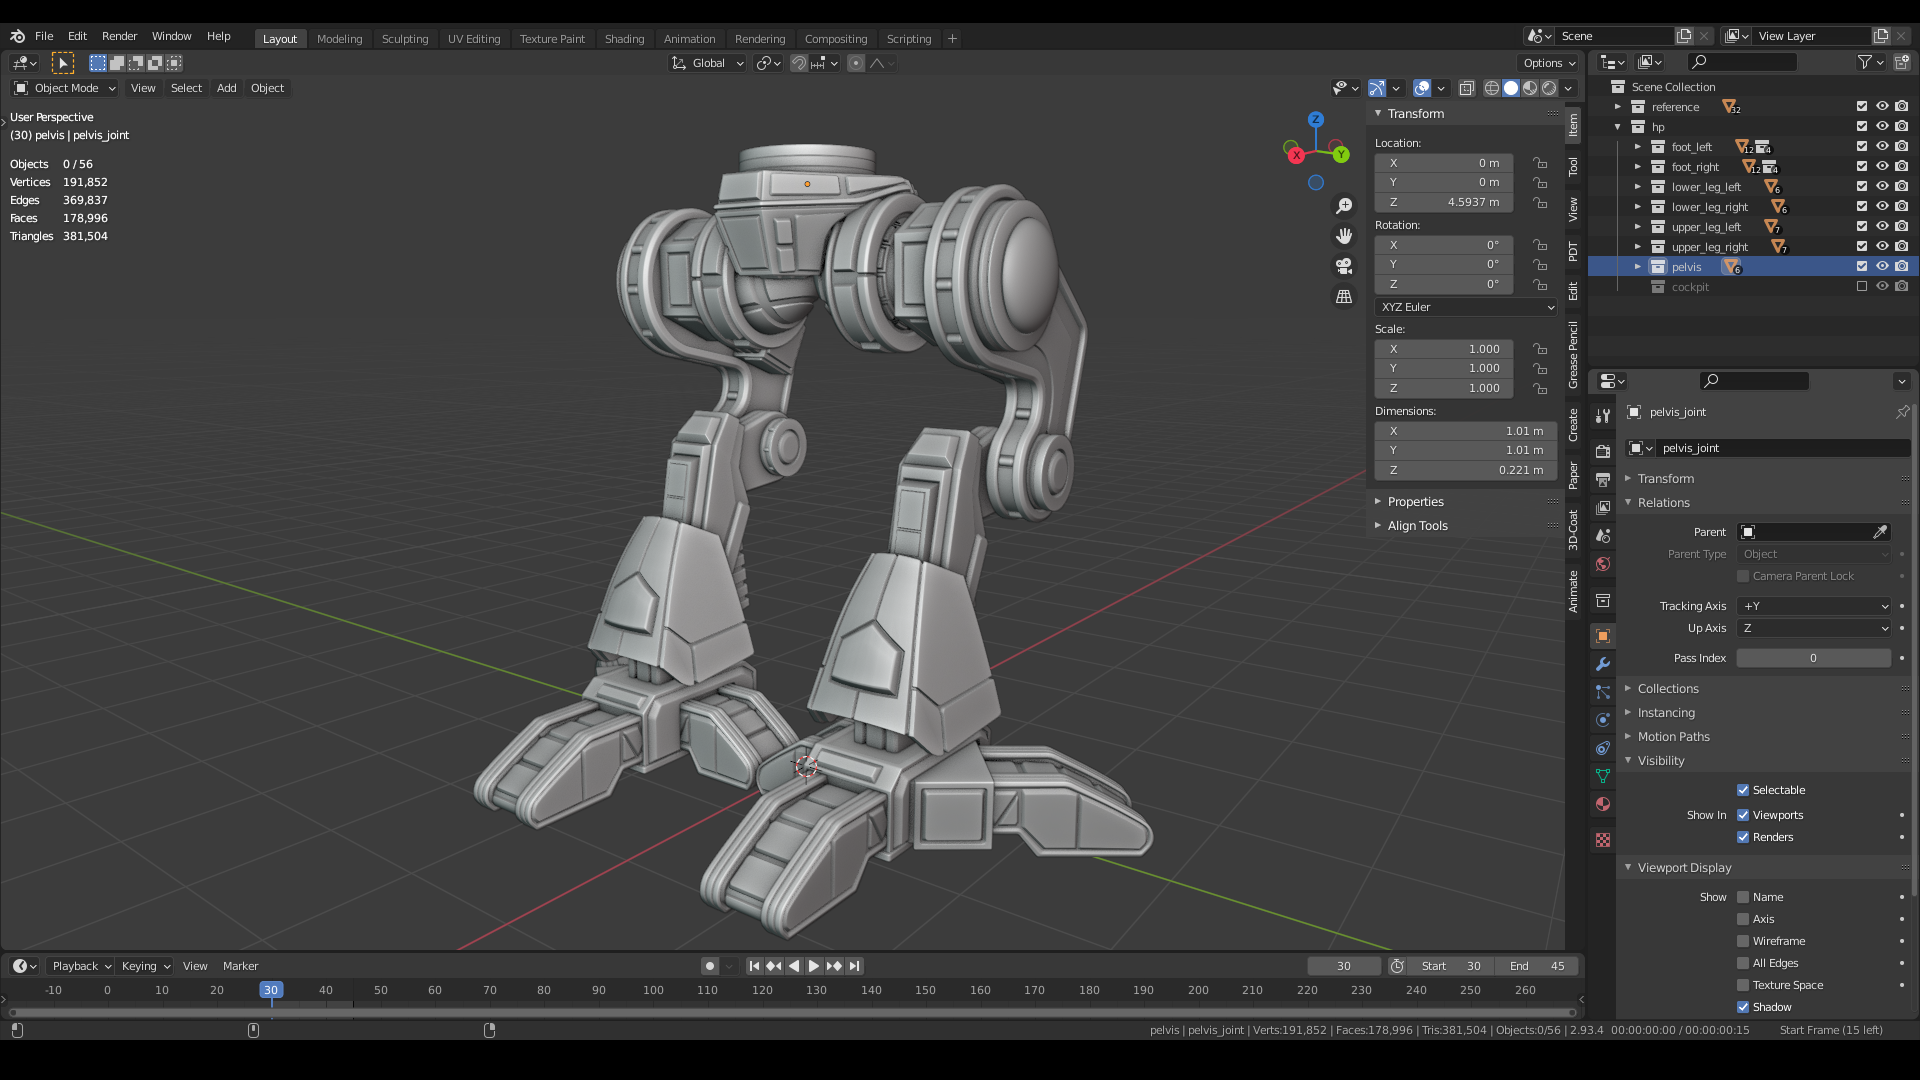 File Edit Render Window Help
Layout Modeling Sculpting UV Editing Texture Paint Shading Animation Rendering Compositing Scripting +
Scene
View Layer
Global
Options
Object Mode View Select Add Object
User Perspective
(30) pelvis | pelvis_joint
Objects 0 / 56
Vertices 191,852
Edges 369,837
Faces 178,996
Triangles 381,504
Z
X
Y
Transform
Location:
X 0 m
Y 0 m
Z 4.5937 m
Rotation:
X 0°
Y 0°
Z 0°
XYZ Euler
Scale:
X 1.000
Y 1.000
Z 1.000
Dimensions:
X 1.01 m
Y 1.01 m
Z 0.221 m
Properties
Align Tools
Item
Tool
View
PDT
Edit
Grease Pencil
Create
Paper
3D-Coat
Animate
Scene Collection
reference 32
hp
foot_left 12 4
foot_right 12 4
lower_leg_left 6
lower_leg_right 6
upper_leg_left 7
upper_leg_right 7
pelvis 6
cockpit
pelvis_joint
pelvis_joint
Transform
Relations
Parent
Parent Type Object
Camera Parent Lock
Tracking Axis +Y
Up Axis Z
Pass Index 0
Collections
Instancing
Motion Paths
Visibility
Selectable
Show In Viewports
Renders
Viewport Display
Show Name
Axis
Wireframe
All Edges
Texture Space
Shadow
Playback Keying View Marker
30 Start 30 End 45
-10 0 10 20 30 40 50 60 70 80 90 100 110 120 130 140 150 160 170 180 190 200 210 220 230 240 250 260
pelvis | pelvis_joint | Verts:191,852 | Faces:178,996 | Tris:381,504 | Objects:0/56 | 2.93.4 00:00:00:00 / 00:00:00:15 Start Frame (15 left)